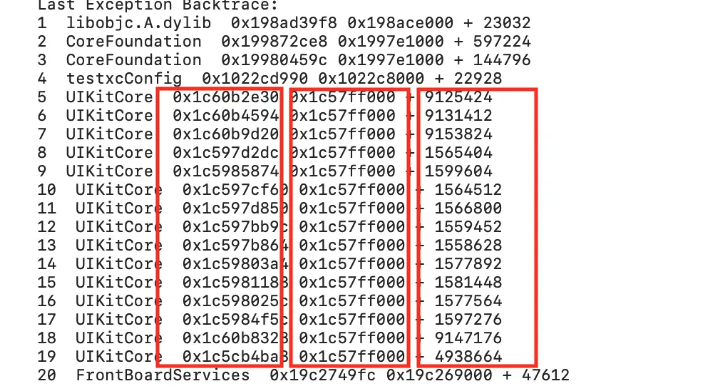 Last Exception Backtrace:
1 libobjc.A.dylib 0x198ad39f8 0x198ace000 + 23032
2 CoreFoundation 0x199872ce8 0x1997e1000 + 597224
3 CoreFoundation 0x19980459c 0x1997e1000 + 144796
4 testxcConfig 0x1022cd990 0x1022c8000 + 22928
5 UIKitCore 0x1c60b2e30 0x1c57ff000 + 9125424
6 UIKitCore 0x1c60b4594 0x1c57ff000 + 9131412
7 UIKitCore 0x1c60b9d20 0x1c57ff000 + 9153824
8 UIKitCore 0x1c597d2dc 0x1c57ff000 + 1565404
9 UIKitCore 0x1c5985874 0x1c57ff000 + 1599604
10 UIKitCore 0x1c597cf60 0x1c57ff000 + 1564512
11 UIKitCore 0x1c597d850 0x1c57ff000 + 1566800
12 UIKitCore 0x1c597bb9c 0x1c57ff000 + 1559452
13 UIKitCore 0x1c597b864 0x1c57ff000 + 1558628
14 UIKitCore 0x1c59803a4 0x1c57ff000 + 1577892
15 UIKitCore 0x1c5981188 0x1c57ff000 + 1581448
16 UIKitCore 0x1c598025c 0x1c57ff000 + 1577564
17 UIKitCore 0x1c5984f5c 0x1c57ff000 + 1597276
18 UIKitCore 0x1c60b8328 0x1c57ff000 + 9147176
19 UIKitCore 0x1c5cb4ba8 0x1c57ff000 + 4938664
20 FrontBoardServices 0x19c2749fc 0x19c269000 + 47612